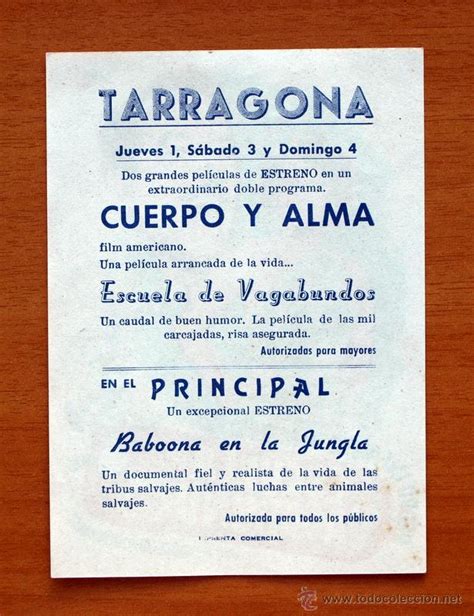 TARRAGONA
Jueves 1, Sábado 3 y Domingo 4
Dos grandes películas de ESTRENO en un
extraordinario doble programa.
CUERPO Y ALMA
film americano.
Una película arrancada de la vida...
Escuela de Vagabundos
Un caudal de buen humor. La película de las mil
carcajadas, risa asegurada.
Autorizadas para mayores
EN EL PRINCIPAL
Un excepcional ESTRENO
Baboona en la Jungla
Un documental fiel y realista de la vida de las
tribus salvajes. Auténticas luchas entre animales
salvajes.
Autorizada para todos los públicos
IMPRENTA COMERCIAL
www.todocoleccion.net